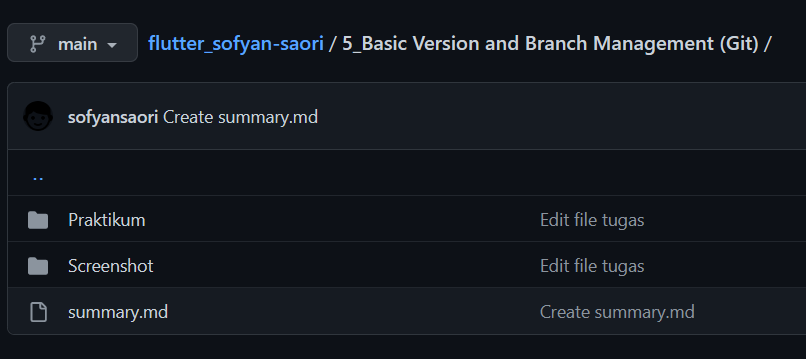 main flutter_sofyan-saori / 5_Basic Version and Branch Management (Git) /
sofyansaori Create summary.md
..
Praktikum Edit file tugas
Screenshot Edit file tugas
summary.md Create summary.md